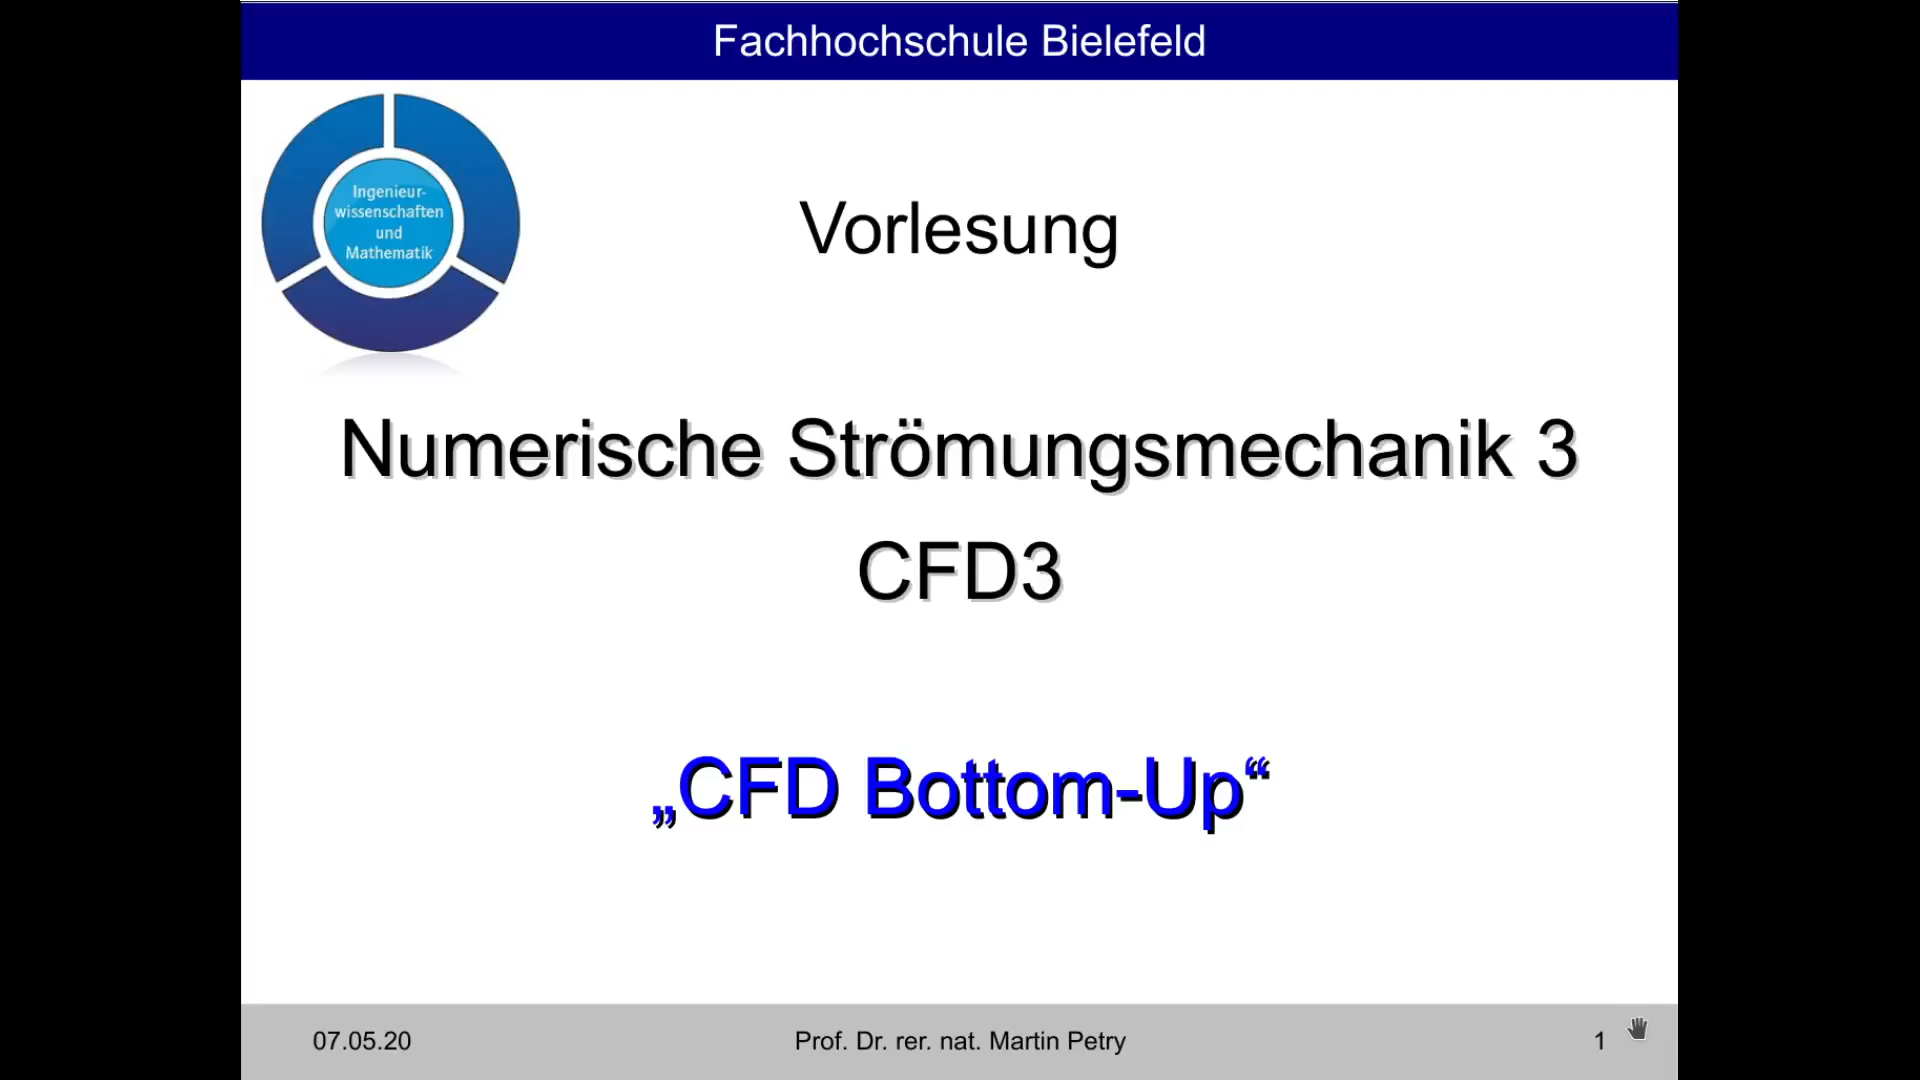 Fachhochschule Bielefeld
Ingenieur-
wissenschaften
und
Mathematik
Vorlesung
Numerische Strömungsmechanik 3
CFD3
„CFD Bottom-Up“
07.05.20
Prof. Dr. rer. nat. Martin Petry
1